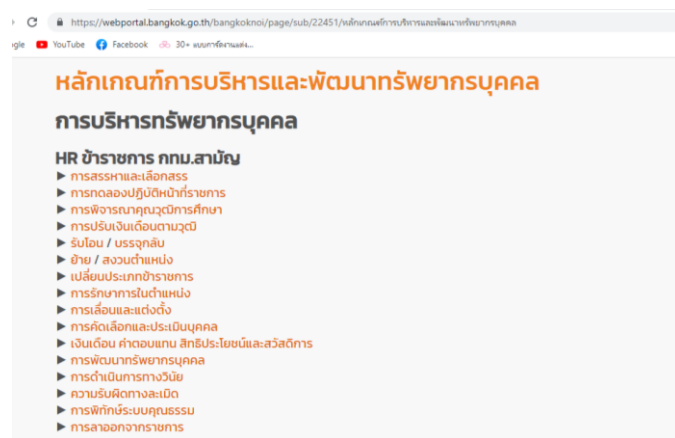 https://webportal.bangkok.go.th/bangkoknoi/page/sub/22451/หลักเกณฑ์การบริหารและพัฒนาทรัพยากรบุคคล
ogle YouTube Facebook 30+
หลักเกณฑ์การบริหารและพัฒนาทรัพยากรบุคคล
การบริหารทรัพยากรบุคคล
HR ข้าราชการ กทม.สามัญ
► การสรรหาและเลือกสรร
► การทดลองปฏิบัติหน้าที่ราชการ
► การพิจารณาคุณวุฒิการศึกษา
► การปรับเงินเดือนตามวุฒิ
► รับโอน / บรรจุกลับ
► ย้าย / สงวนตำแหน่ง
► เปลี่ยนประเภทข้าราชการ
► การรักษาการในตำแหน่ง
► การเลื่อนและแต่งตั้ง
► การคัดเลือกและประเมินบุคคล
► เงินเดือน ค่าตอบแทน สิทธิประโยชน์และสวัสดิการ
► การพัฒนาทรัพยากรบุคคล
► การดำเนินการทางวินัย
► ความรับผิดทางละเมิด
► การพิทักษ์ระบบคุณธรรม
► การลาออกจากราชการ